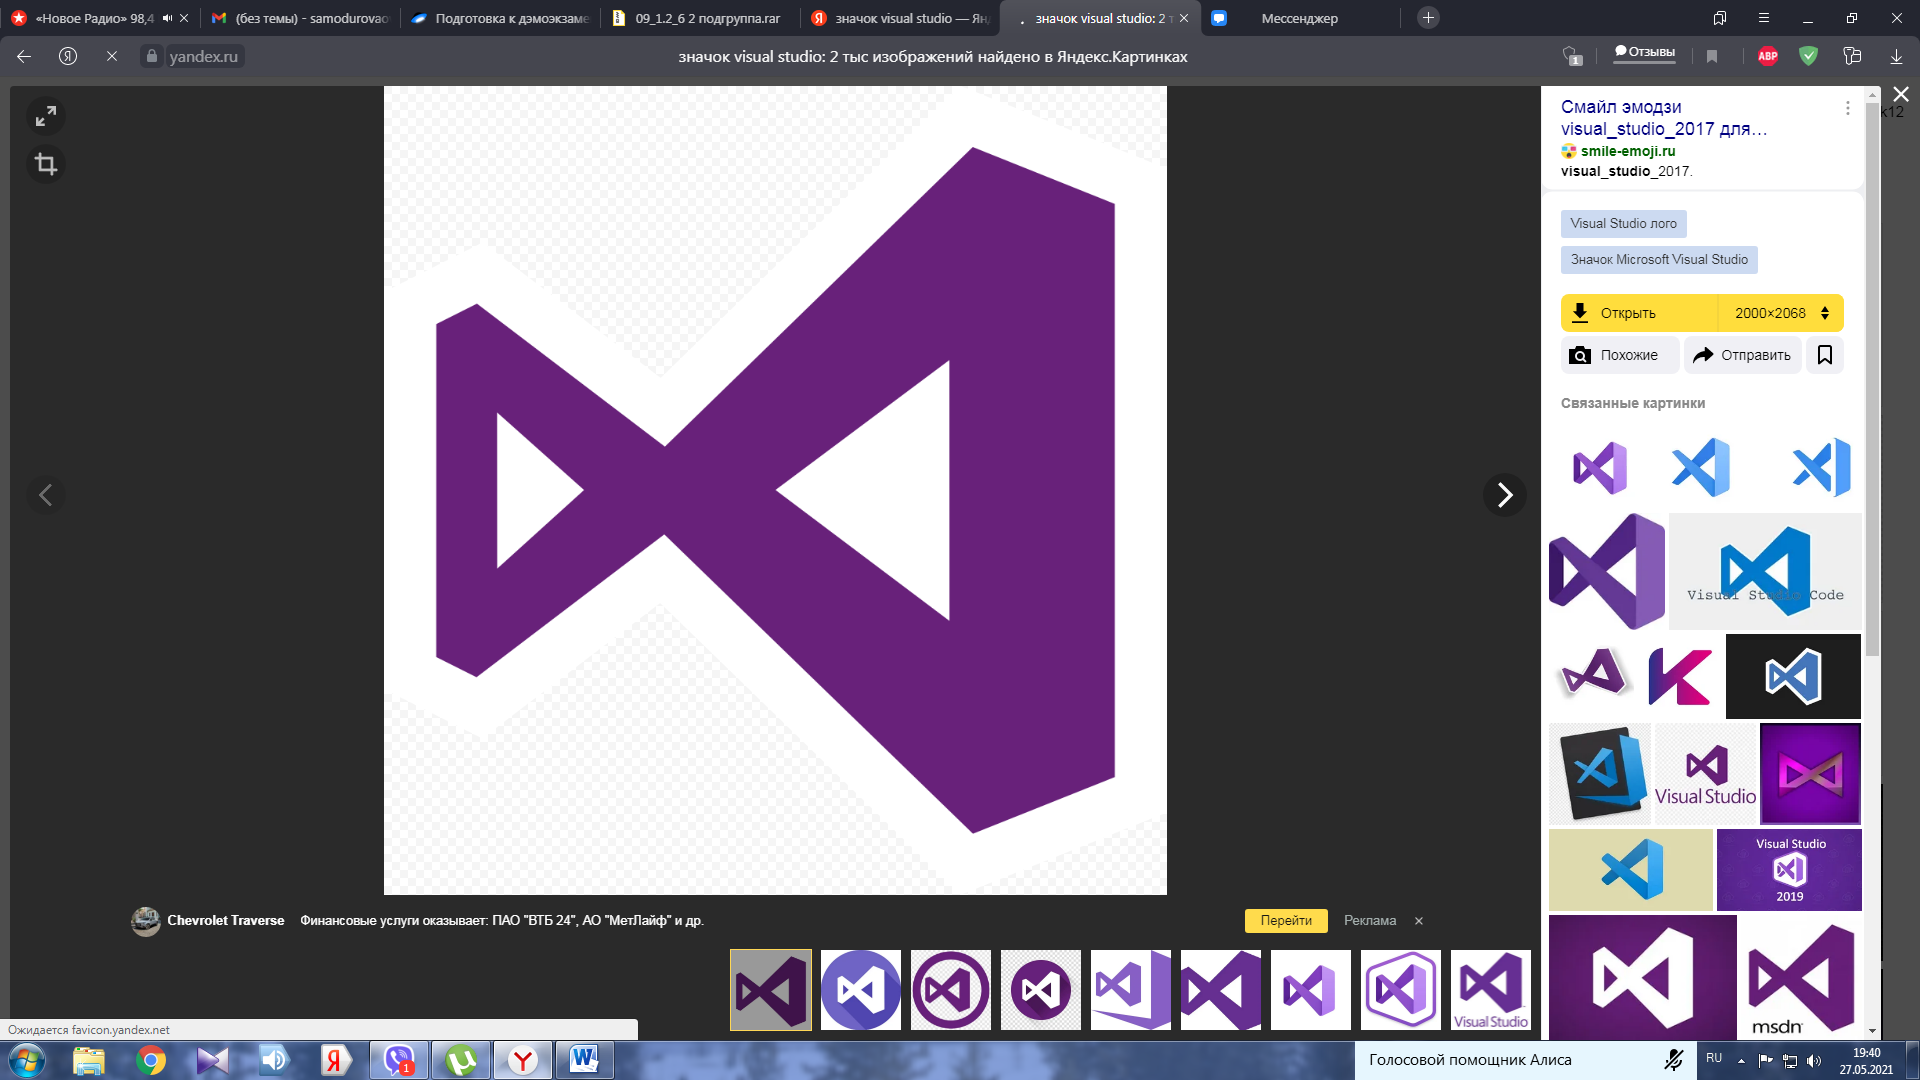 «Новое Радио» 98,4
(без темы) - samodurovao
Подготовка к дэмоэкзаме
09_1.2_6 2 подгруппа.rar
значок visual studio — Ян
значок visual studio: 2 т
Мессенджер
yandex.ru
значок visual studio: 2 тыс изображений найдено в Яндекс.Картинках
1
Отзывы
ABP
k12
Смайл эмодзи
visual_studio_2017 для…
smile-emoji.ru
visual_studio_2017.
Visual Studio лого
Значок Microsoft Visual Studio
Открыть
2000×2068
Похожие
Отправить
Связанные картинки
Visual Studio Code
Visual Studio
Visual Studio
2019
msdn
Chevrolet Traverse
Финансовые услуги оказывает: ПАО "ВТБ 24", АО "МетЛайф" и др.
Перейти
Реклама
Visual Studio
Ожидается favicon.yandex.net
1
Голосовой помощник Алиса
RU
19:40
27.05.2021